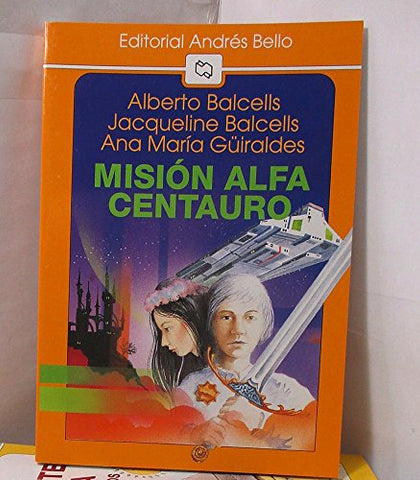 Editorial Andrés Bello
Alberto Balcells
Jacqueline Balcells
Ana María Güiraldes
MISIÓN ALFA
CENTAURO